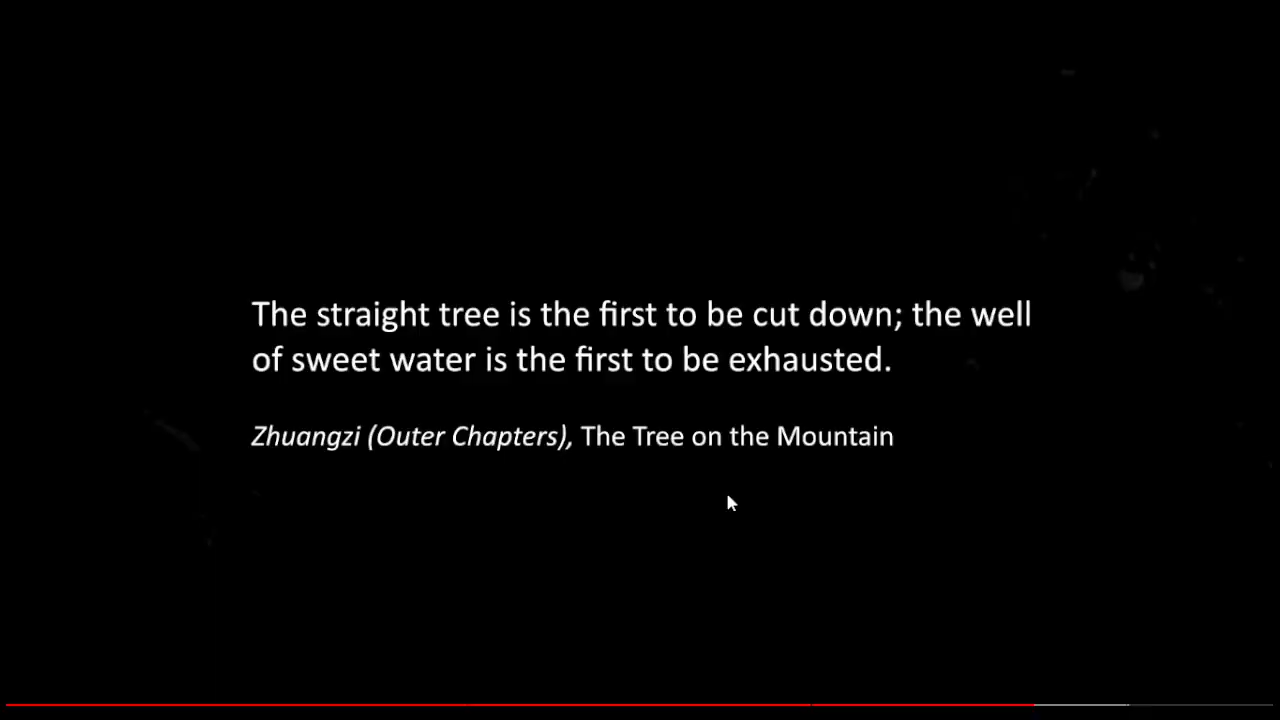 The straight tree is the first to be cut down; the well
of sweet water is the first to be exhausted.
Zhuangzi (Outer Chapters), The Tree on the Mountain